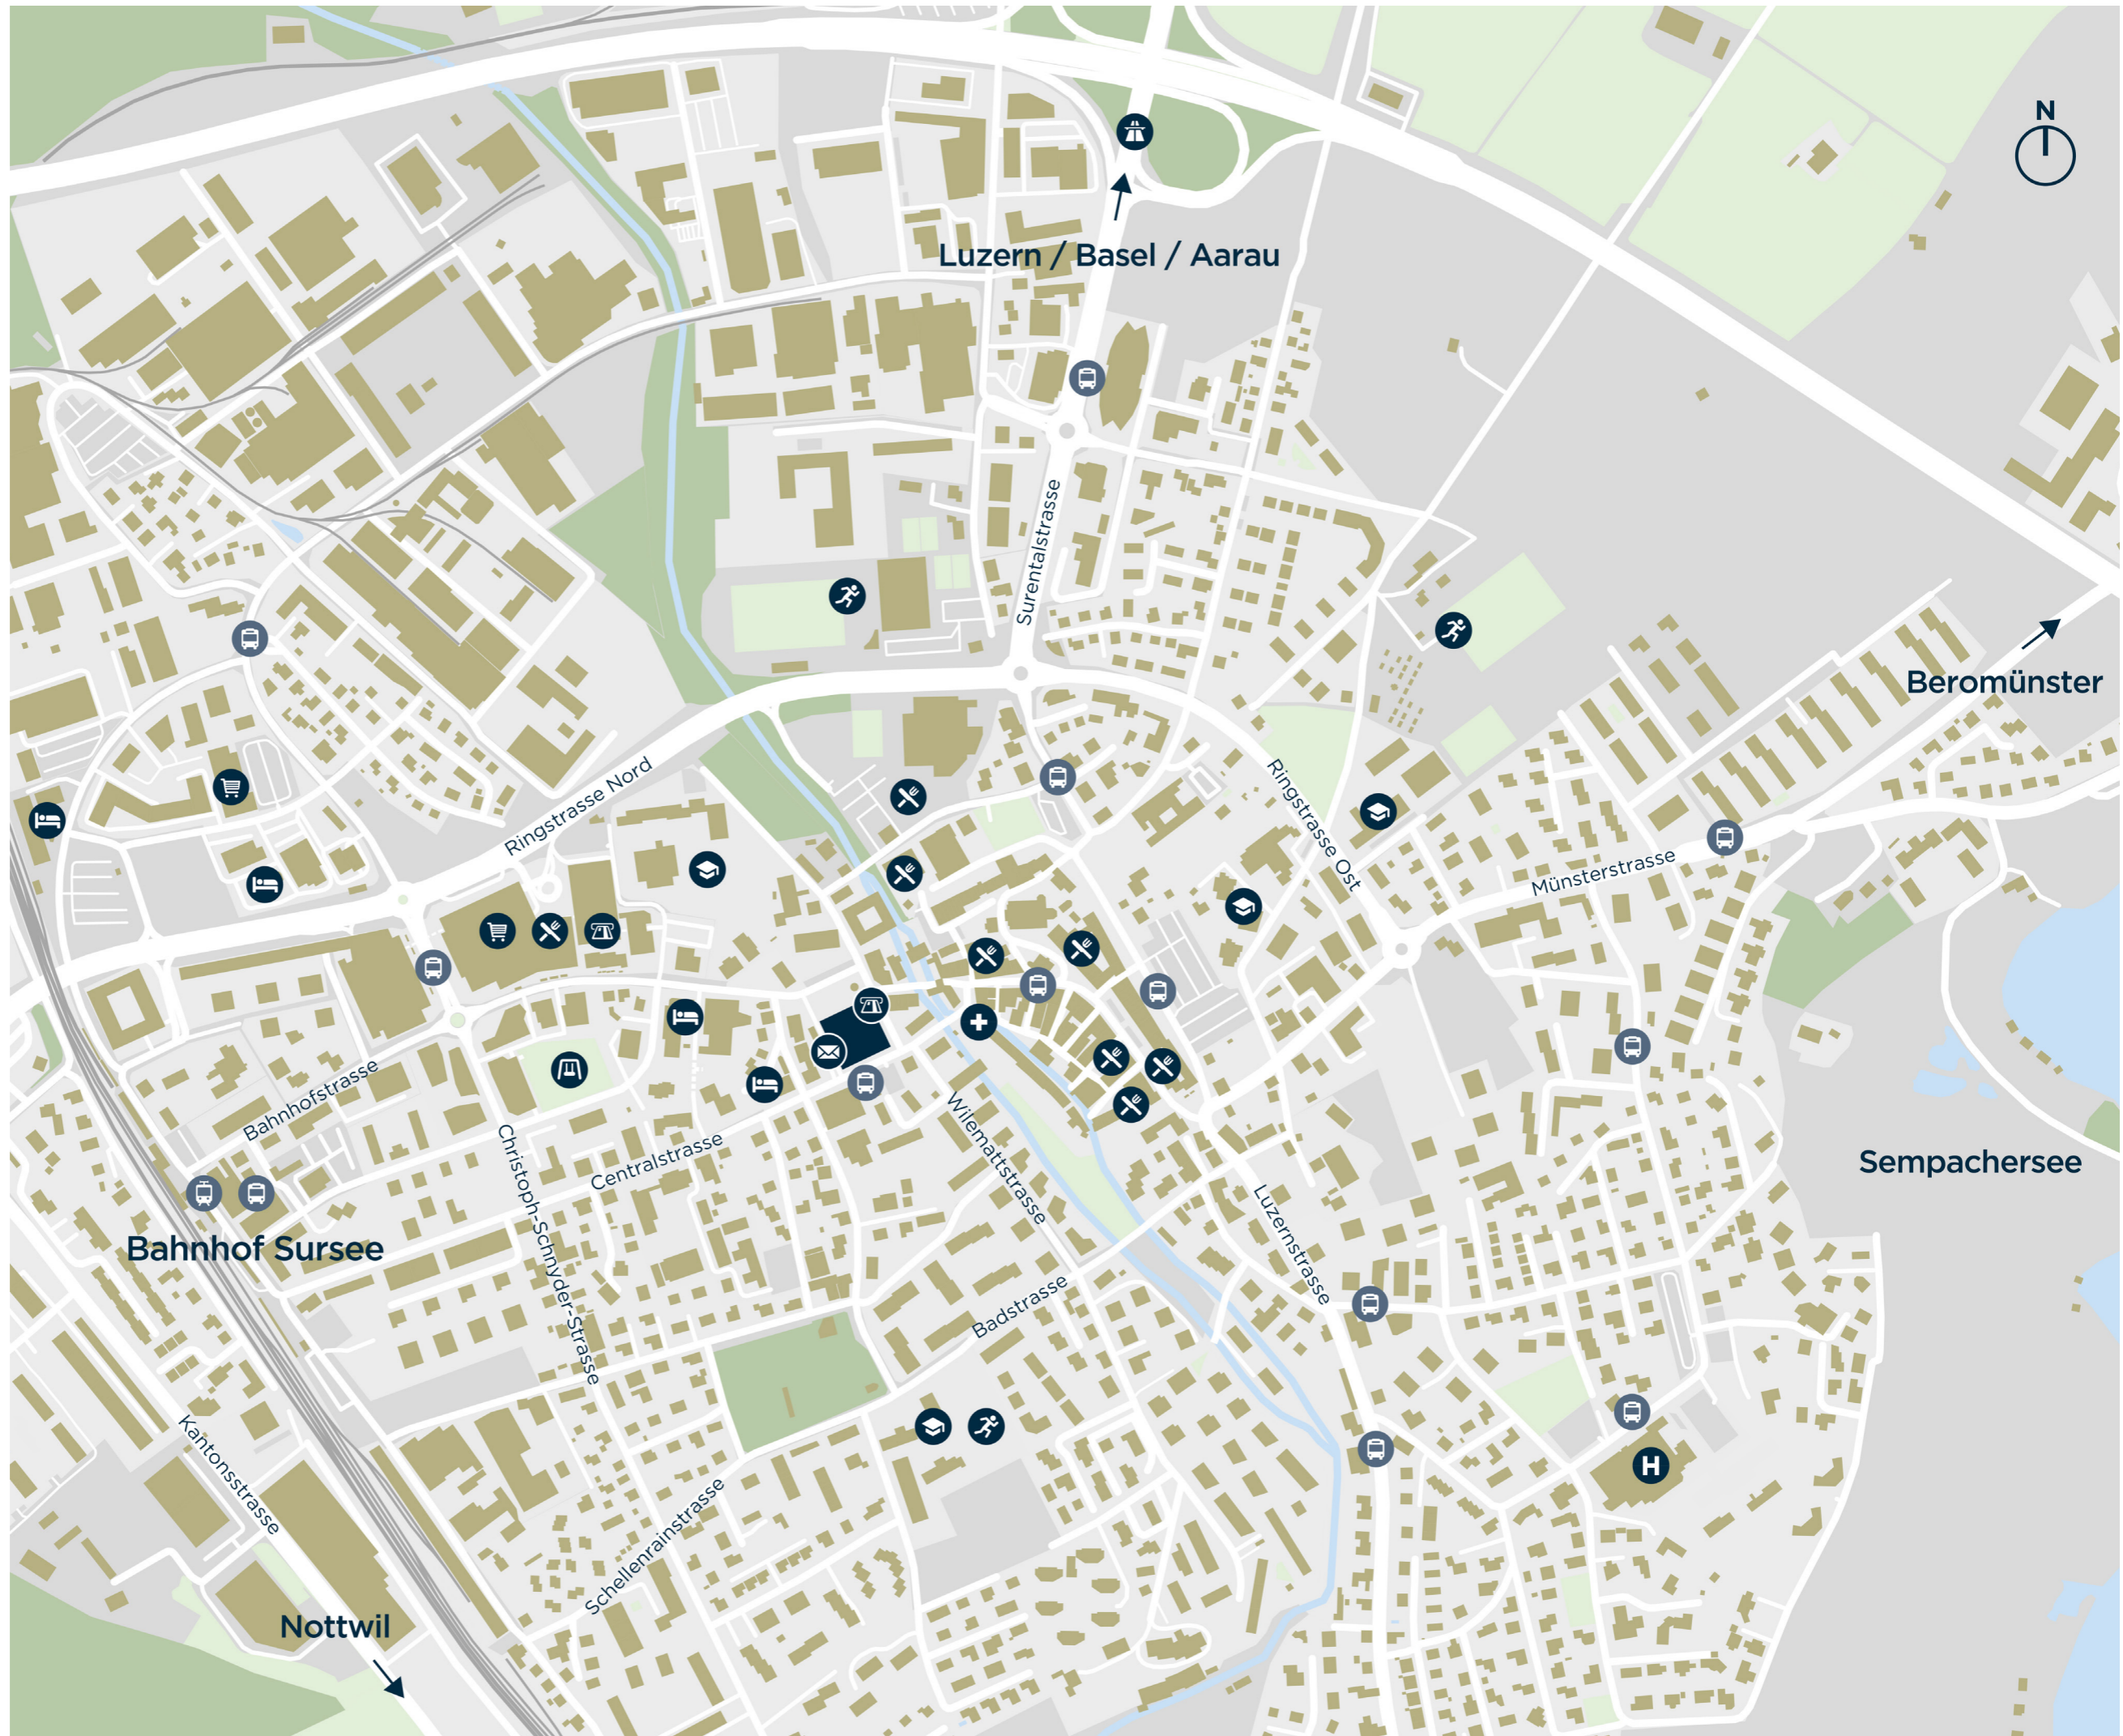 N
Luzern / Basel / Aarau
Surentalstrasse
Beromünster
Ringstrasse Nord
Ringstrasse Ost
Münsterstrasse
Bahnhofstrasse
Christoph-Schnyder-Strasse
Centralstrasse
Wilemattstrasse
Sempachersee
Luzernstrasse
Bahnhof Sursee
Badstrasse
Kantonsstrasse
H
Schellenrainstrasse
Nottwil